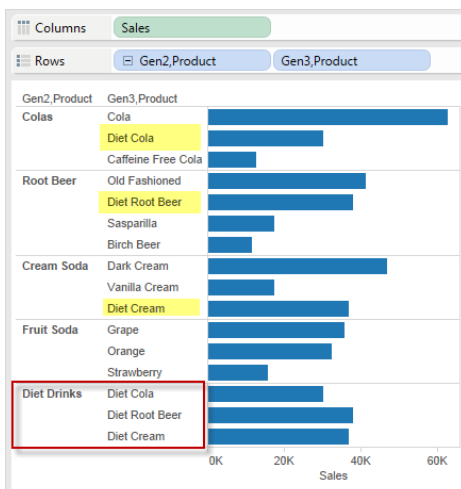 Columns Sales
Rows Gen2,Product Gen3,Product
Gen2,Product Gen3,Product
Colas Cola
Diet Cola
Caffeine Free Cola
Root Beer Old Fashioned
Diet Root Beer
Sasparilla
Birch Beer
Cream Soda Dark Cream
Vanilla Cream
Diet Cream
Fruit Soda Grape
Orange
Strawberry
Diet Drinks Diet Cola
Diet Root Beer
Diet Cream
0K 20K 40K 60K
Sales